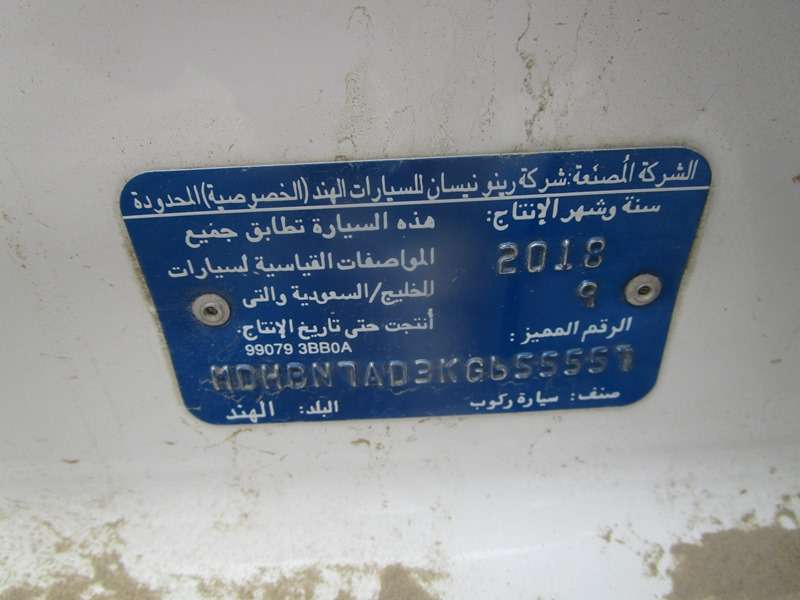 الشركة المُصنّعة: شركة رينو نيسان للسيارات الهند (الخصوصية) المحدودة
سنة وشهر الإنتاج:
2018
9
هذه السيارة تطابق جميع
المواصفات القياسية لسيارات
الخليج/السعودية والتى
أنتجت حتى تاريخ الإنتاج.
99079 3BB0A
الرقم المميز:
MDHBN7AD3KG655557
صنف: سيارة ركوب
البلد: الهند